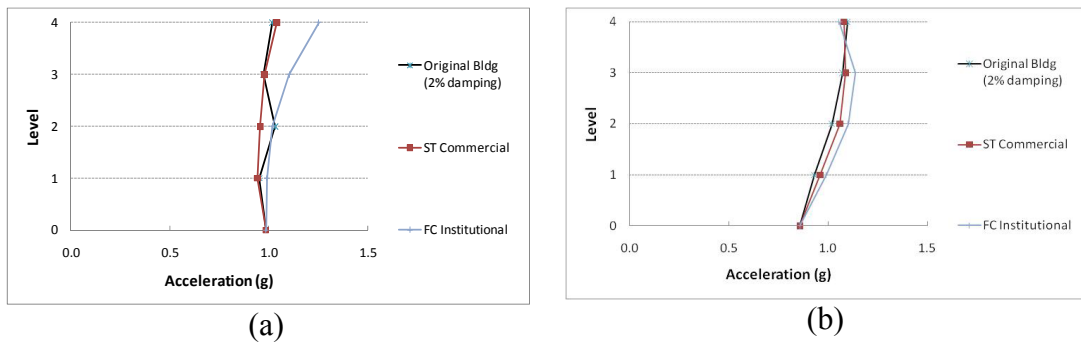 4
3
2
1
0
Level
0.0 0.5 1.0 1.5
Acceleration (g)
Original Bldg
(2% damping)
ST Commercial
FC Institutional
(a)
4
3
2
1
0
Level
0.0 0.5 1.0 1.5
Acceleration (g)
Original Bldg
(2% damping)
ST Commercial
FC Institutional
(b)